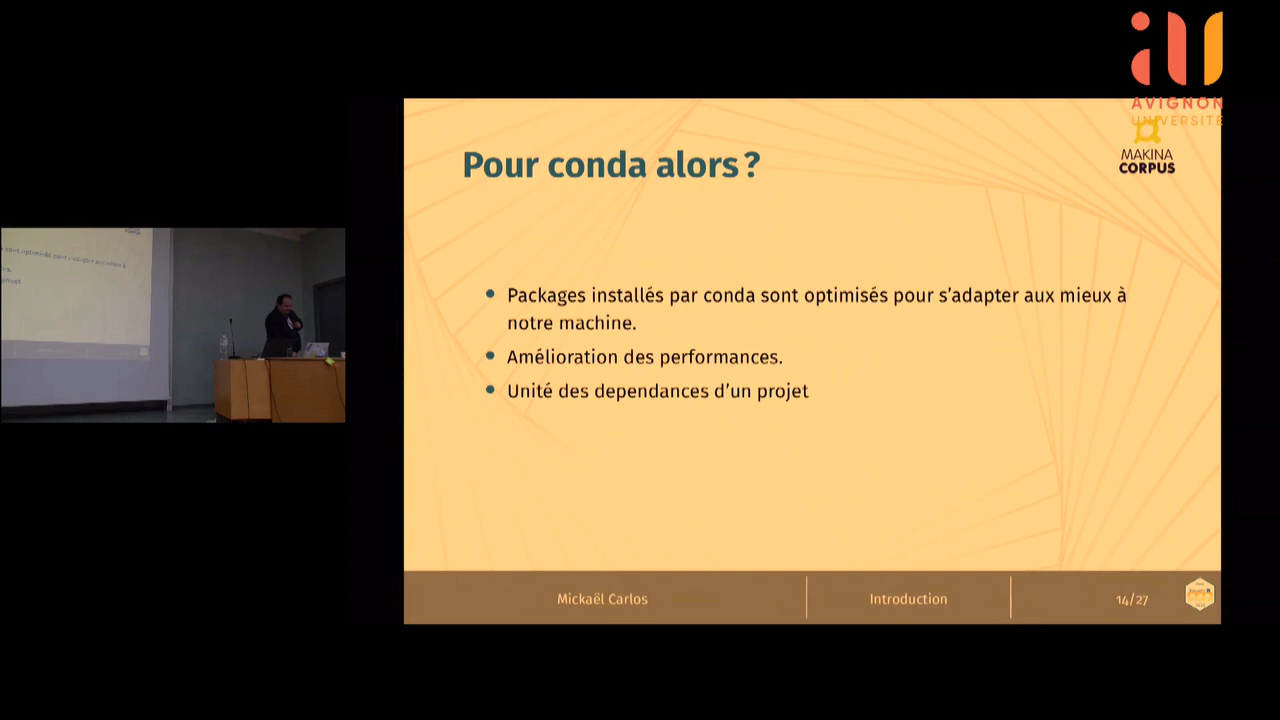 AVIGNON
UNIVERSITE
MAKINA
CORPUS
Pour conda alors ?
Packages installés par conda sont optimisés pour s’adapter aux mieux à
notre machine.
Amélioration des performances.
Unité des dependances d’un projet
Mickaël Carlos
Introduction
14/27